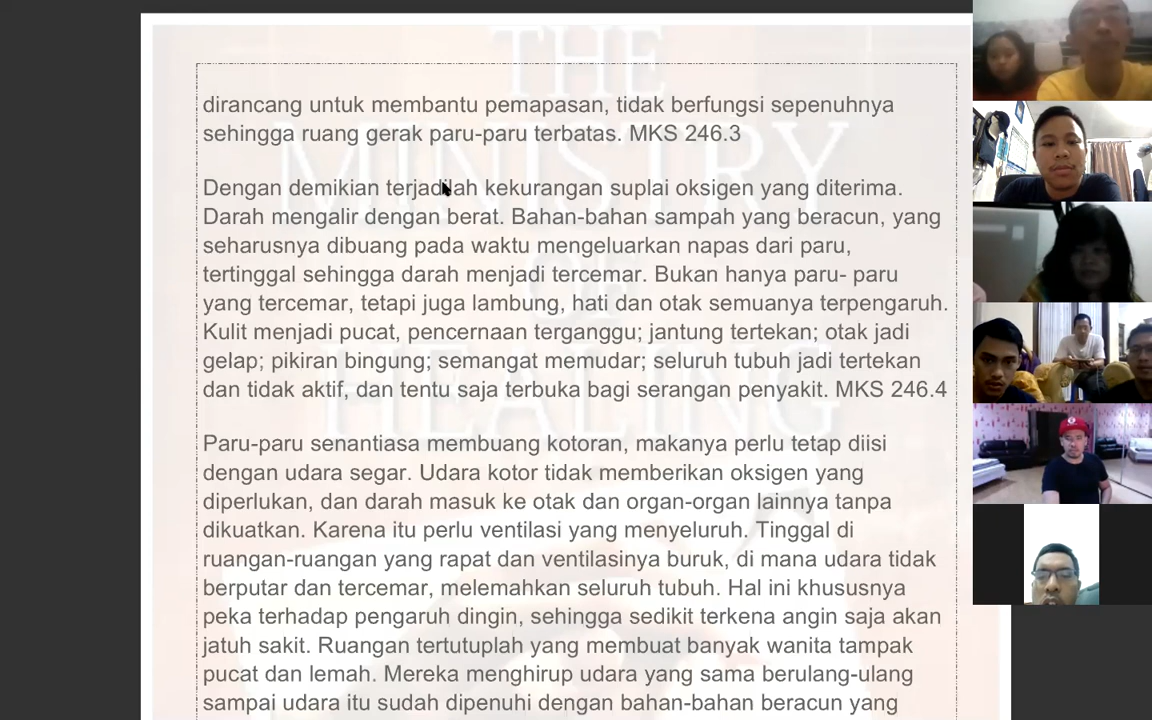 THE
MINISTRY
OF
HEALING
dirancang untuk membantu pemapasan, tidak berfungsi sepenuhnya
sehingga ruang gerak paru-paru terbatas. MKS 246.3
Dengan demikian terjadilah kekurangan suplai oksigen yang diterima.
Darah mengalir dengan berat. Bahan-bahan sampah yang beracun, yang
seharusnya dibuang pada waktu mengeluarkan napas dari paru,
tertinggal sehingga darah menjadi tercemar. Bukan hanya paru- paru
yang tercemar, tetapi juga lambung, hati dan otak semuanya terpengaruh.
Kulit menjadi pucat, pencernaan terganggu; jantung tertekan; otak jadi
gelap; pikiran bingung; semangat memudar; seluruh tubuh jadi tertekan
dan tidak aktif, dan tentu saja terbuka bagi serangan penyakit. MKS 246.4
Paru-paru senantiasa membuang kotoran, makanya perlu tetap diisi
dengan udara segar. Udara kotor tidak memberikan oksigen yang
diperlukan, dan darah masuk ke otak dan organ-organ lainnya tanpa
dikuatkan. Karena itu perlu ventilasi yang menyeluruh. Tinggal di
ruangan-ruangan yang rapat dan ventilasinya buruk, di mana udara tidak
berputar dan tercemar, melemahkan seluruh tubuh. Hal ini khususnya
peka terhadap pengaruh dingin, sehingga sedikit terkena angin saja akan
jatuh sakit. Ruangan tertutuplah yang membuat banyak wanita tampak
pucat dan lemah. Mereka menghirup udara yang sama berulang-ulang
sampai udara itu sudah dipenuhi dengan bahan-bahan beracun yang